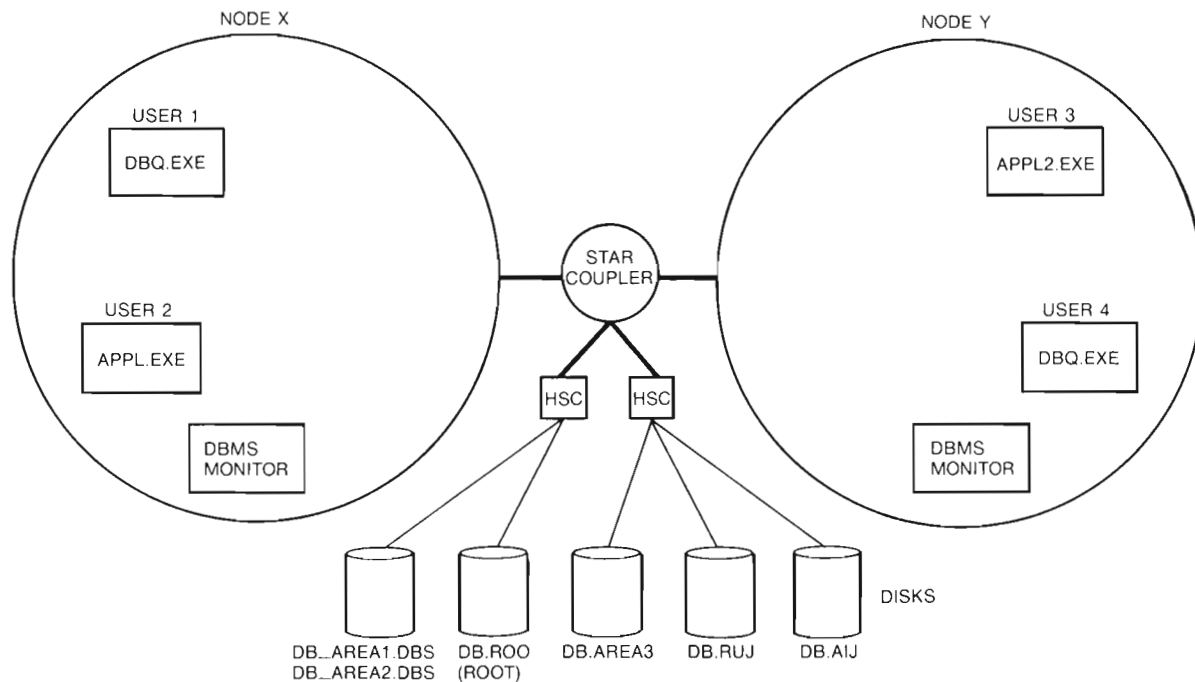 NODE X
NODE Y
USER 1
DBQ.EXE
USER 2
APPL.EXE
DBMS
MONITOR
STAR
COUPLER
HSC
HSC
USER 3
APPL2.EXE
USER 4
DBQ.EXE
DBMS
MONITOR
DISKS
DB__AREA1.DBS
DB__AREA2.DBS
DB.ROO
(ROOT)
DB.AREA3
DB.RUJ
DB.AIJ